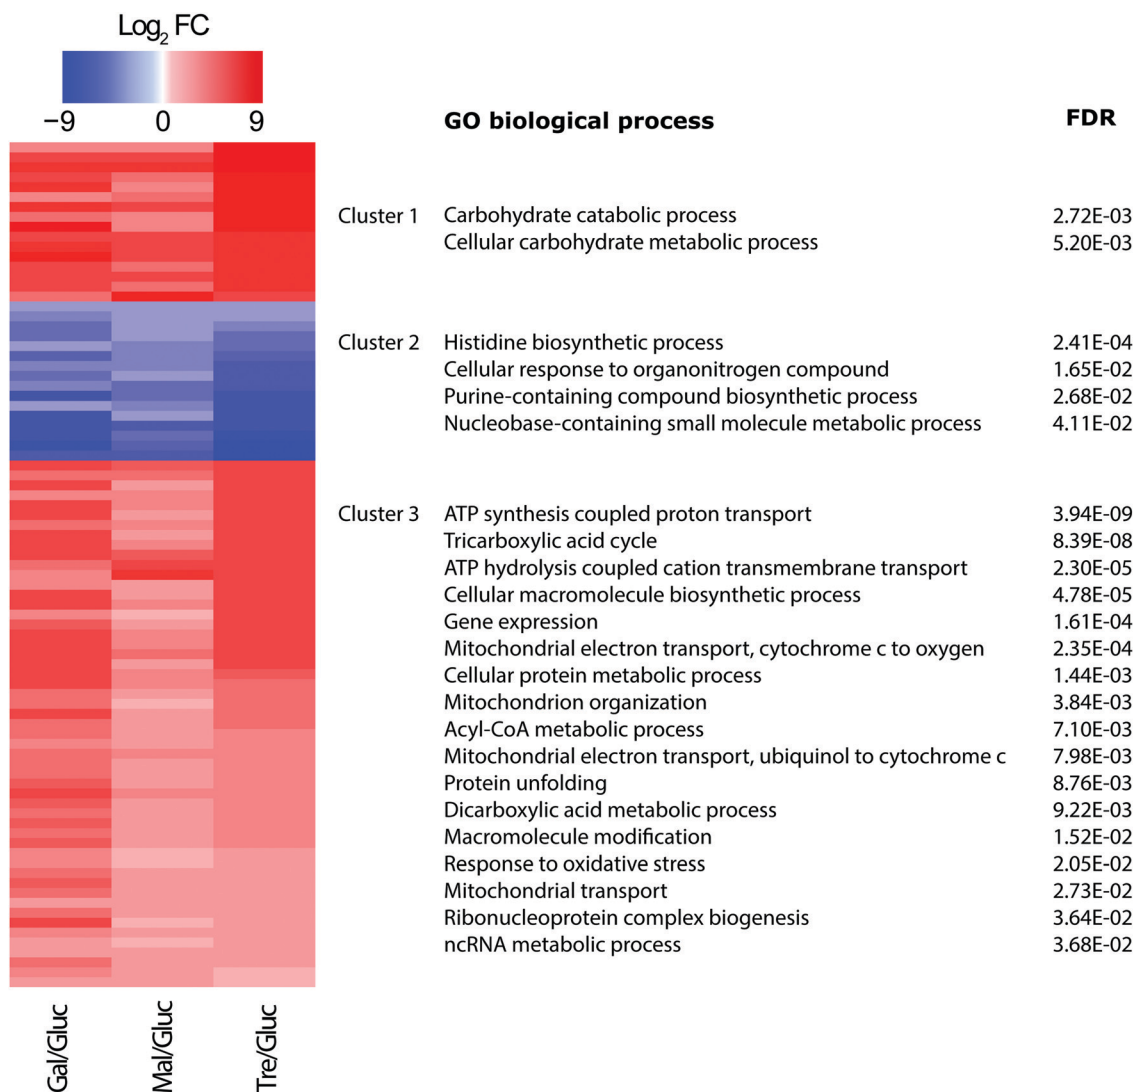 Log2 FC
−9 0 9
GO biological process FDR
Cluster 1 Carbohydrate catabolic process 2.72E-03
Cellular carbohydrate metabolic process 5.20E-03
Cluster 2 Histidine biosynthetic process 2.41E-04
Cellular response to organonitrogen compound 1.65E-02
Purine-containing compound biosynthetic process 2.68E-02
Nucleobase-containing small molecule metabolic process 4.11E-02
Cluster 3 ATP synthesis coupled proton transport 3.94E-09
Tricarboxylic acid cycle 8.39E-08
ATP hydrolysis coupled cation transmembrane transport 2.30E-05
Cellular macromolecule biosynthetic process 4.78E-05
Gene expression 1.61E-04
Mitochondrial electron transport, cytochrome c to oxygen 2.35E-04
Cellular protein metabolic process 1.44E-03
Mitochondrion organization 3.84E-03
Acyl-CoA metabolic process 7.10E-03
Mitochondrial electron transport, ubiquinol to cytochrome c 7.98E-03
Protein unfolding 8.76E-03
Dicarboxylic acid metabolic process 9.22E-03
Macromolecule modification 1.52E-02
Response to oxidative stress 2.05E-02
Mitochondrial transport 2.73E-02
Ribonucleoprotein complex biogenesis 3.64E-02
ncRNA metabolic process 3.68E-02
Gal/Gluc
Mal/Gluc
Tre/Gluc